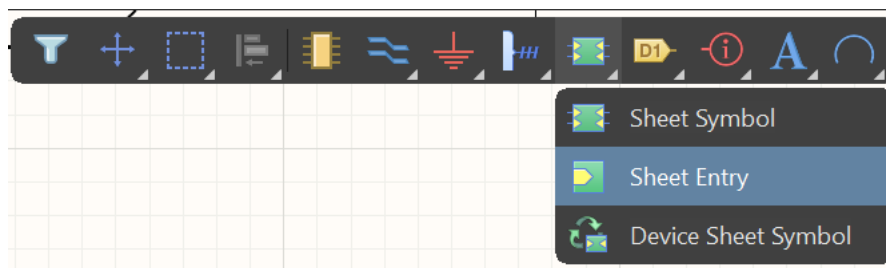 D1
i
A
Sheet Symbol
Sheet Entry
Device Sheet Symbol